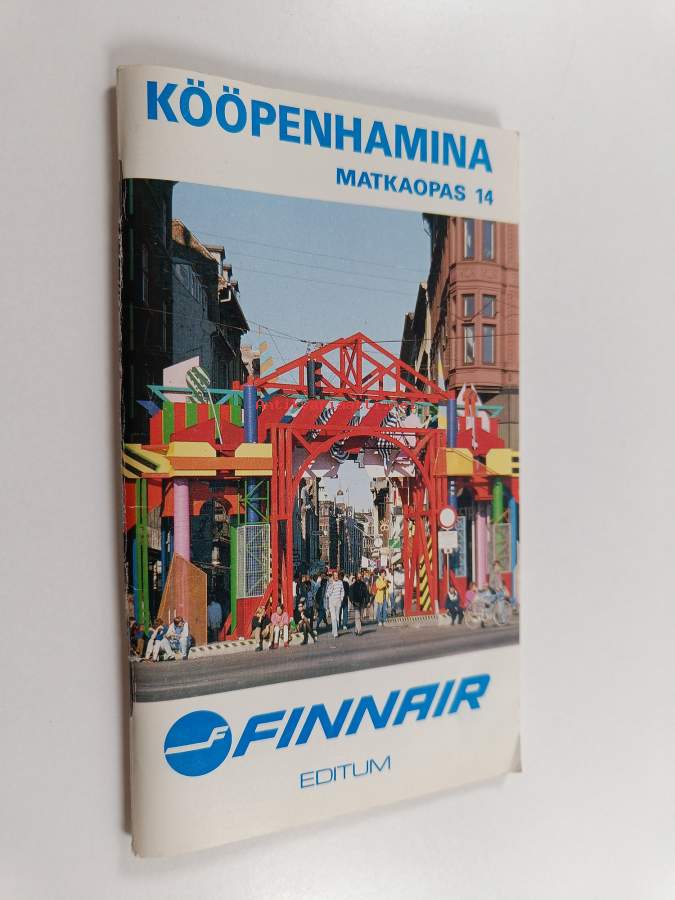 KÖÖPENHAMINA
MATKAOPAS 14
FINNAIR
EDITUM